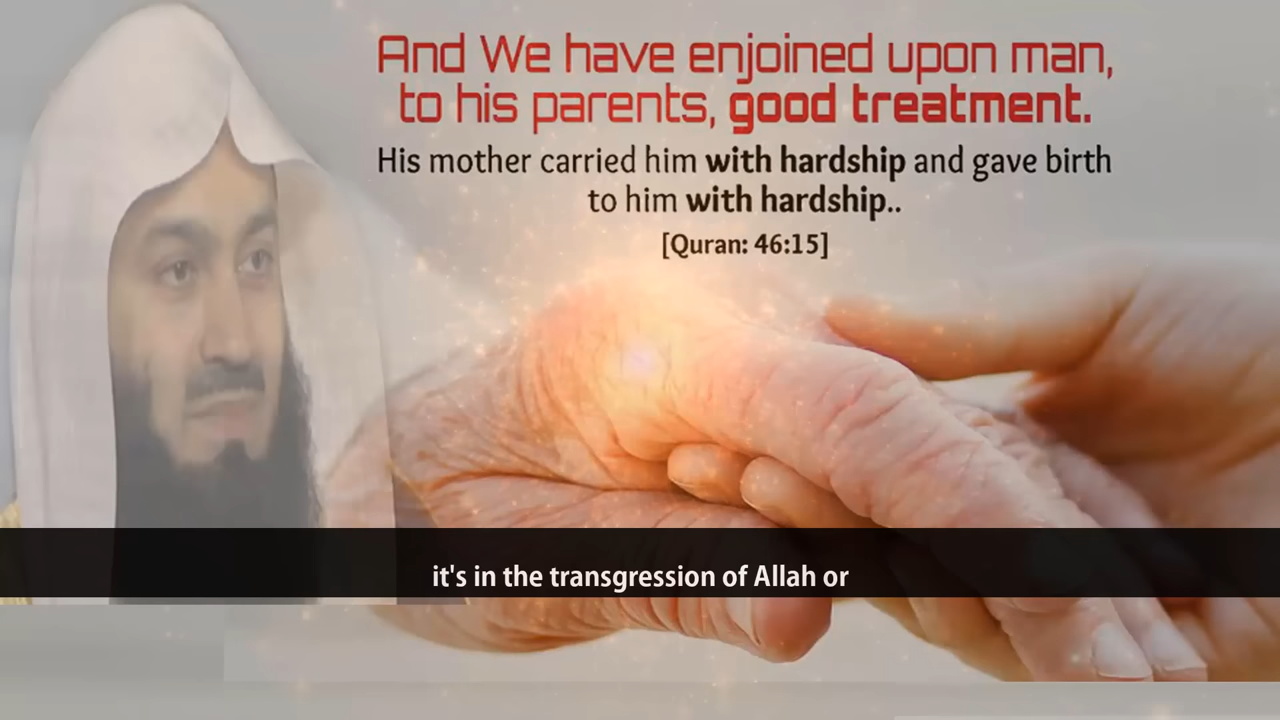 And We have enjoined upon man,
to his parents, good treatment.
His mother carried him with hardship and gave birth
to him with hardship..
[Quran: 46:15]
it's in the transgression of Allah or